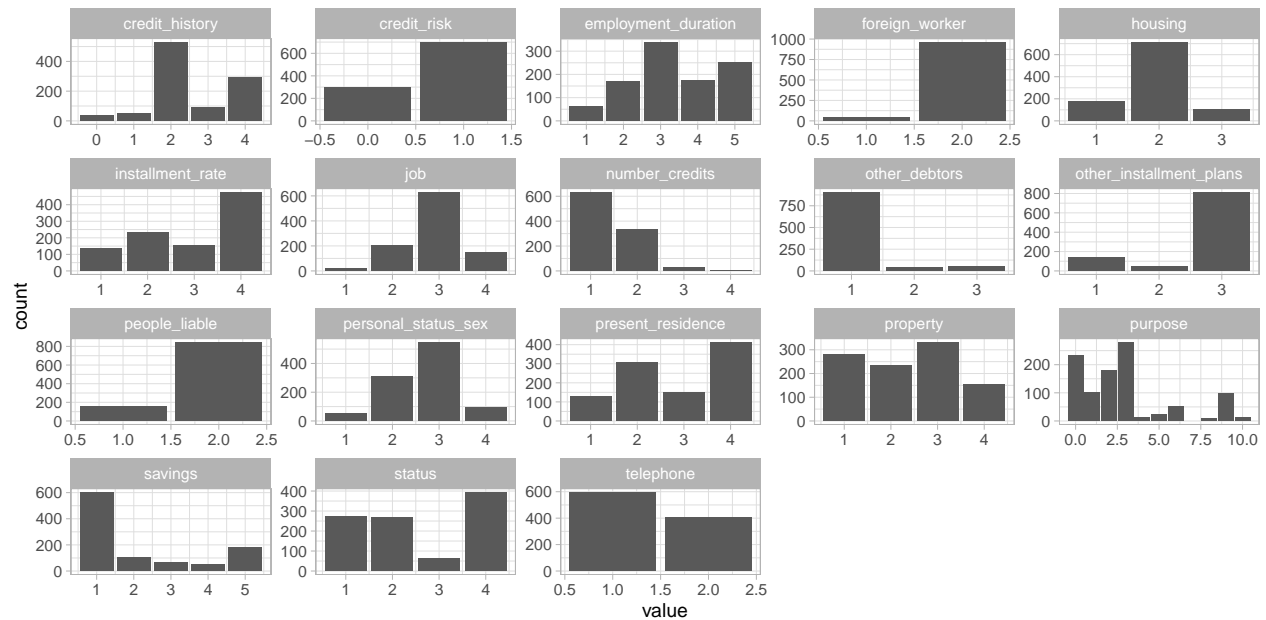 credit_history credit_risk employment_duration foreign_worker housing
400 200 0
0 1 2 3 4
600 400 200 0
−0.5 0.0 0.5 1.0 1.5
300 200 100 0
1 2 3 4 5
1000 750 500 250 0
0.5 1.0 1.5 2.0 2.5
600 400 200 0
1 2 3
installment_rate job number_credits other_debtors other_installment_plans
400 300 200 100 0
1 2 3 4
600 400 200 0
1 2 3 4
600 400 200 0
1 2 3 4
750 500 250 0
1 2 3
800 600 400 200 0
1 2 3
count
people_liable personal_status_sex present_residence property purpose
800 600 400 200 0
0.5 1.0 1.5 2.0 2.5
400 200 0
1 2 3 4
400 300 200 100 0
1 2 3 4
300 200 100 0
1 2 3 4
200 100 0
0.0 2.5 5.0 7.5 10.0
savings status telephone
600 400 200 0
1 2 3 4 5
400 300 200 100 0
1 2 3 4
600 400 200 0
0.5 1.0 1.5 2.0 2.5
value